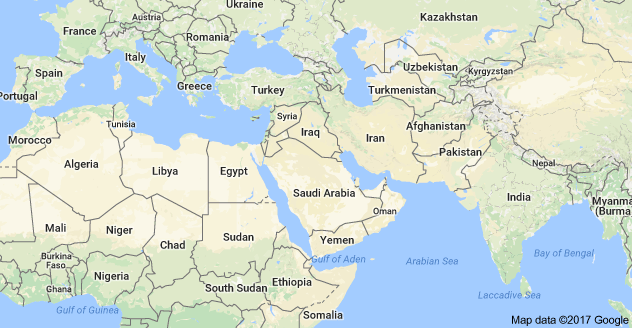 Ukraine
Kazakhstan
Austria
France
Romania
Italy
Uzbekistan
Kyrgyzstan
Spain
Greece
Turkey
Turkmenistan
Portugal
Syria
Tunisia
Iraq
Iran
Afghanistan
Morocco
Pakistan
Algeria
Libya
Egypt
Nepal
Saudi Arabia
India
Myanma
(Burma)
Oman
Mali
Niger
Chad
Sudan
Yemen
Burkina
Faso
Gulf of Aden
Arabian Sea
Bay of Bengal
Nigeria
Ghana
South Sudan
Ethiopia
Laccadive Sea
Gulf of Guinea
Somalia
Map data ©2017 Google